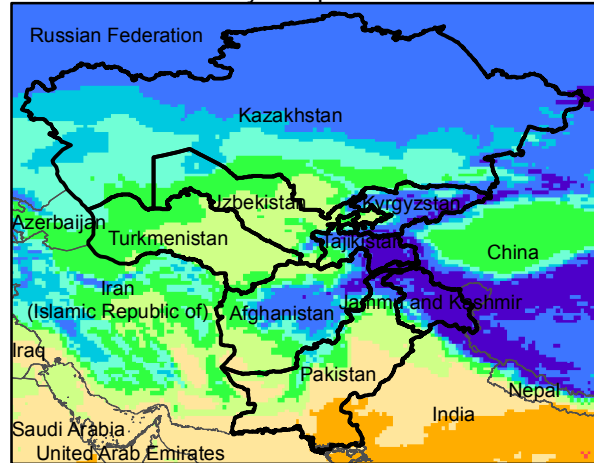 Russian Federation
Kazakhstan
Uzbekistan
Kyrgyzstan
Azerbaijan
Turkmenistan
Tajikistan
China
Iran
(Islamic Republic of)
Afghanistan
Jammu and Kashmir
Iraq
Pakistan
Nepal
India
Saudi Arabia
United Arab Emirates